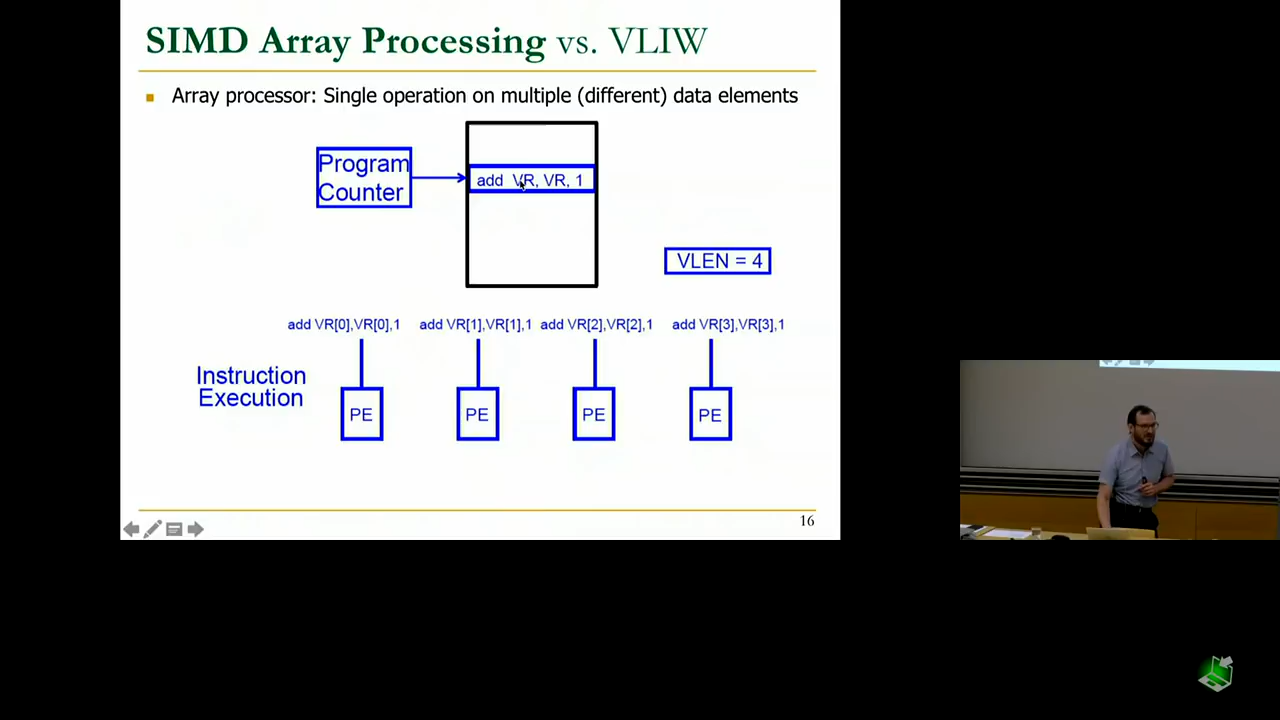 SIMD Array Processing vs. VLIW
Array processor: Single operation on multiple (different) data elements
Program
Counter
add VR, VR, 1
VLEN = 4
add VR[0],VR[0],1
add VR[1],VR[1],1
add VR[2],VR[2],1
add VR[3],VR[3],1
Instruction
Execution
PE
PE
PE
PE
16